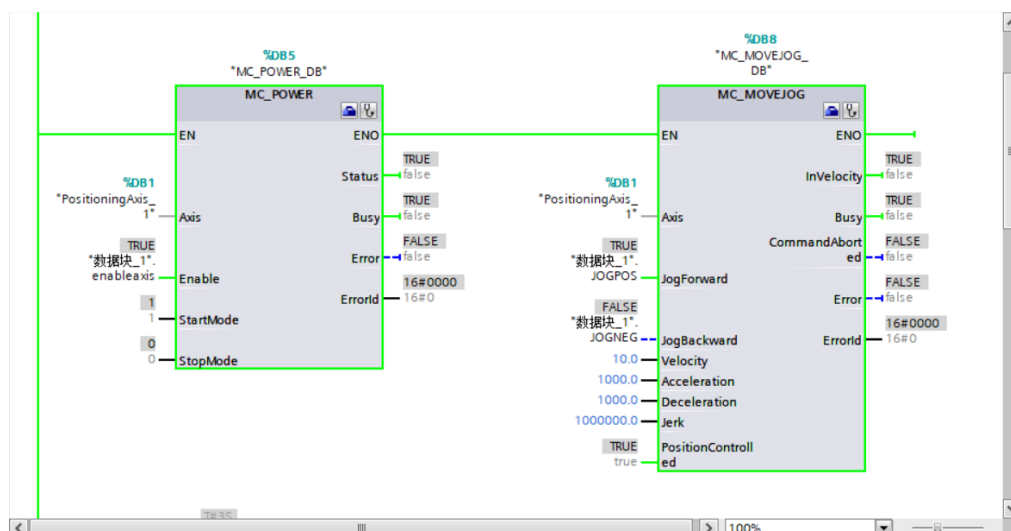 %DB5
"MC_POWER_DB"
MC_POWER
EN
ENO
TRUE
Status
false
%DB1
"PositioningAxis_
1"
Axis
TRUE
Busy
false
TRUE
"数据块_1".
enableaxis
Enable
FALSE
Error
false
16#0000
ErrorId
16#0
1
1
StartMode
0
0
StopMode
%DB8
"MC_MOVEJOG_
DB"
MC_MOVEJOG
EN
ENO
TRUE
InVelocity
false
%DB1
"PositioningAxis_
1"
Axis
TRUE
Busy
false
CommandAbort
ed
FALSE
false
TRUE
"数据块_1".
JOGPOS
JogForward
FALSE
Error
false
FALSE
"数据块_1".
JOGNEG
JogBackward
16#0000
ErrorId
16#0
10.0
Velocity
1000.0
Acceleration
1000.0
Deceleration
1000000.0
Jerk
TRUE
true
PositionControll
ed
100%